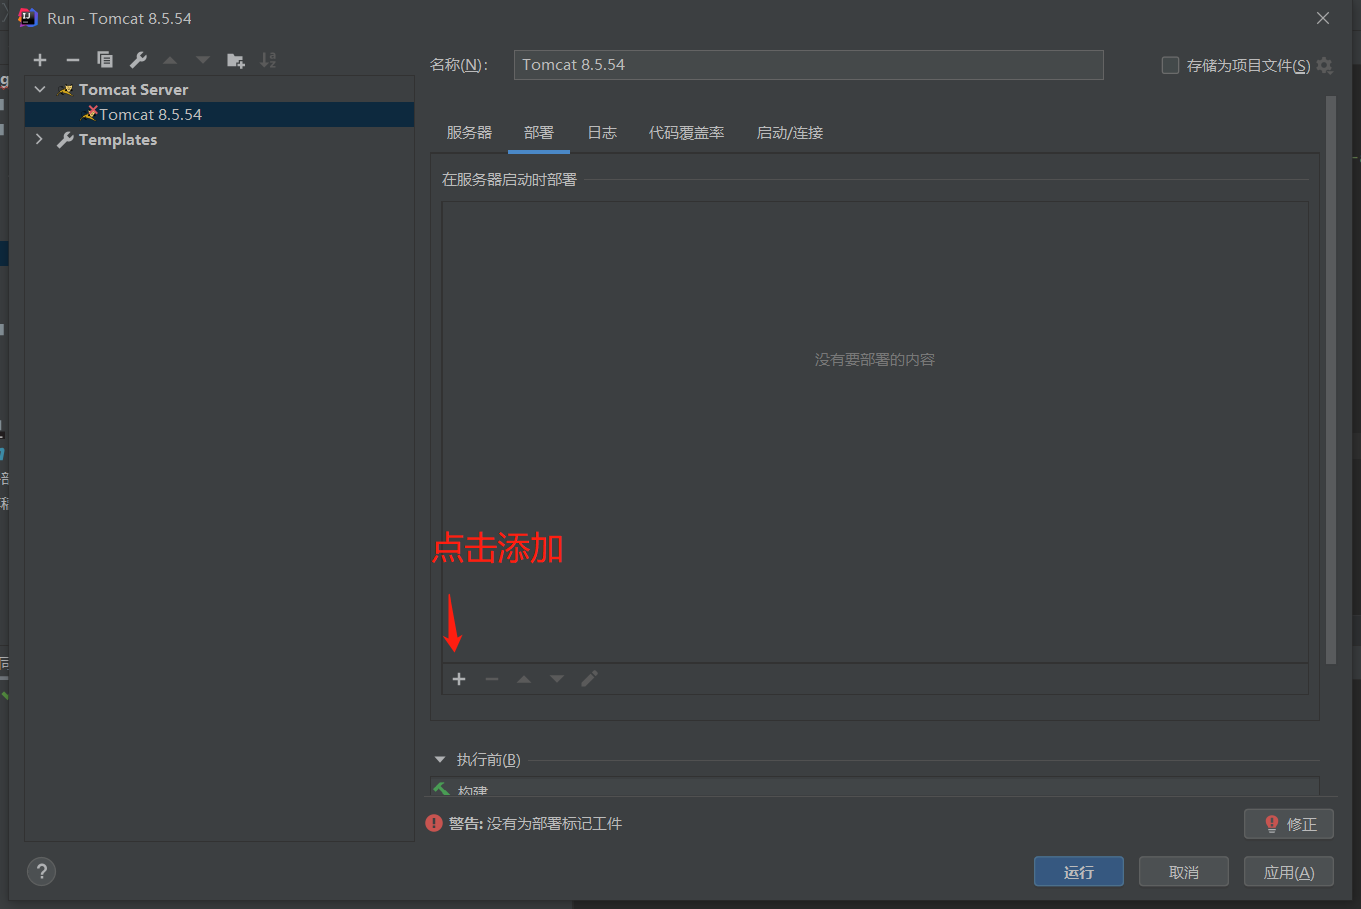 Run - Tomcat 8.5.54
Tomcat Server
Tomcat 8.5.54
Templates
名称(N):
Tomcat 8.5.54
存储为项目文件(S)
服务器
部署
日志
代码覆盖率
启动/连接
在服务器启动时部署
没有要部署的内容
点击添加
执行前(B)
构建
警告: 没有为部署标记工件
修正
?
运行
取消
应用(A)